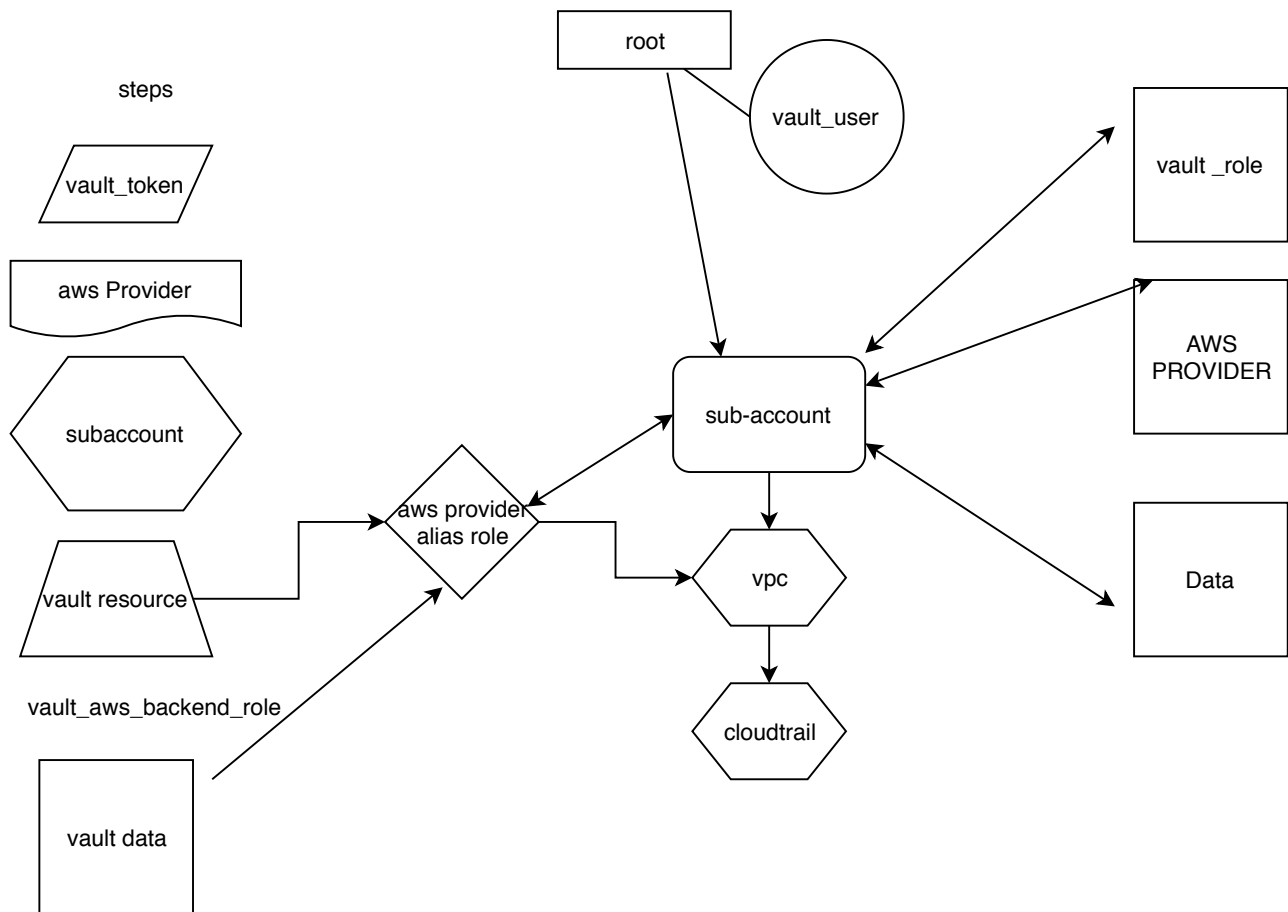 root
steps
vault_user
vault_token
vault _role
aws Provider
AWS
PROVIDER
sub-account
subaccount
aws provider
alias role
vpc
Data
vault resource
vault_aws_backend_role
cloudtrail
vault data